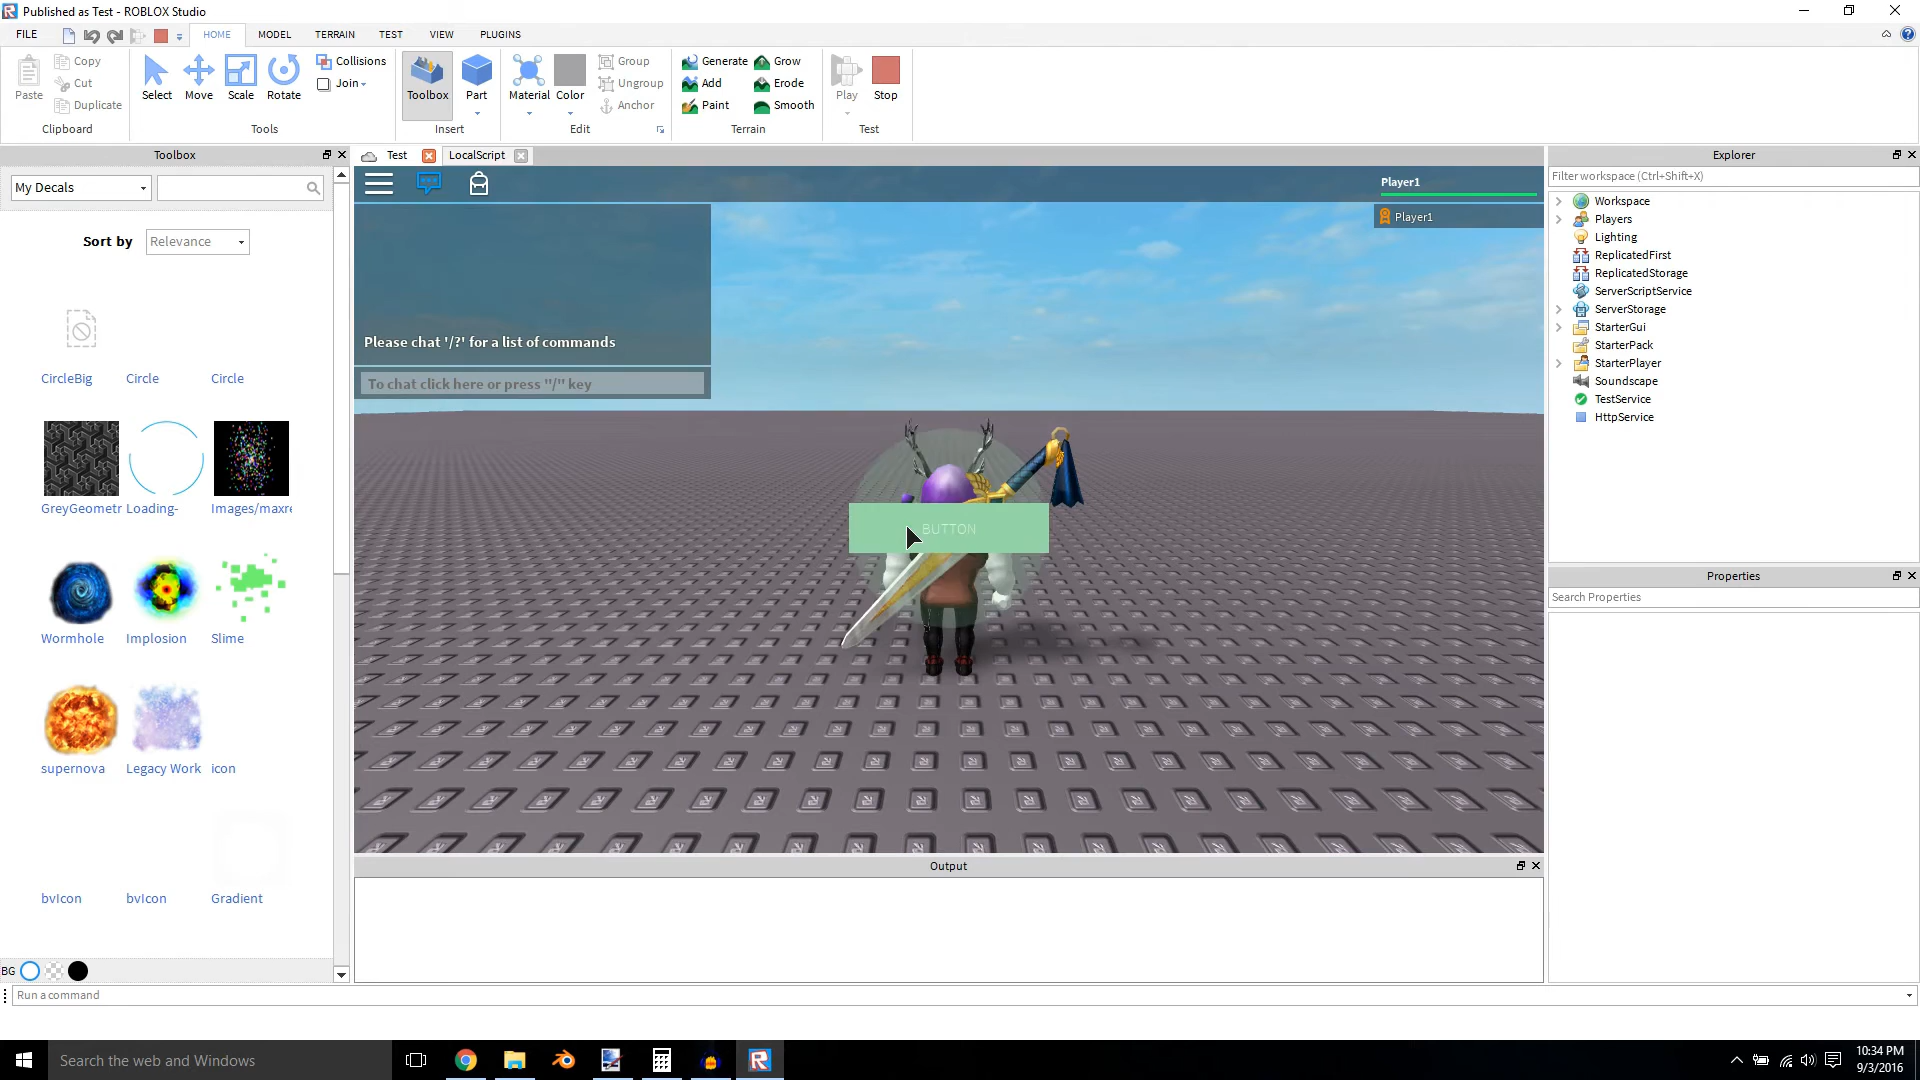 Published as Test - ROBLOX Studio
FILE
HOME
MODEL
TERRAIN
TEST
VIEW
PLUGINS
Paste
Copy
Cut
Duplicate
Clipboard
Select
Move
Scale
Rotate
Collisions
Join
Tools
Toolbox
Part
Insert
Material
Color
Group
Ungroup
Anchor
Edit
Generate
Add
Paint
Grow
Erode
Smooth
Terrain
Play
Stop
Test
Toolbox
My Decals
Sort by
Relevance
CircleBig
Circle
Circle
GreyGeometr
Loading-
Images/maxre
Wormhole
Implosion
Slime
supernova
Legacy Work
icon
bvIcon
bvIcon
Gradient
BG
Test
LocalScript
Player1
Player1
Please chat '/?' for a list of commands
To chat click here or press "/" key
BUTTON
Output
Explorer
Filter workspace (Ctrl+Shift+X)
Workspace
Players
Lighting
ReplicatedFirst
ReplicatedStorage
ServerScriptService
ServerStorage
StarterGui
StarterPack
StarterPlayer
Soundscape
TestService
HttpService
Properties
Search Properties
Run a command
Search the web and Windows
10:34 PM
9/3/2016